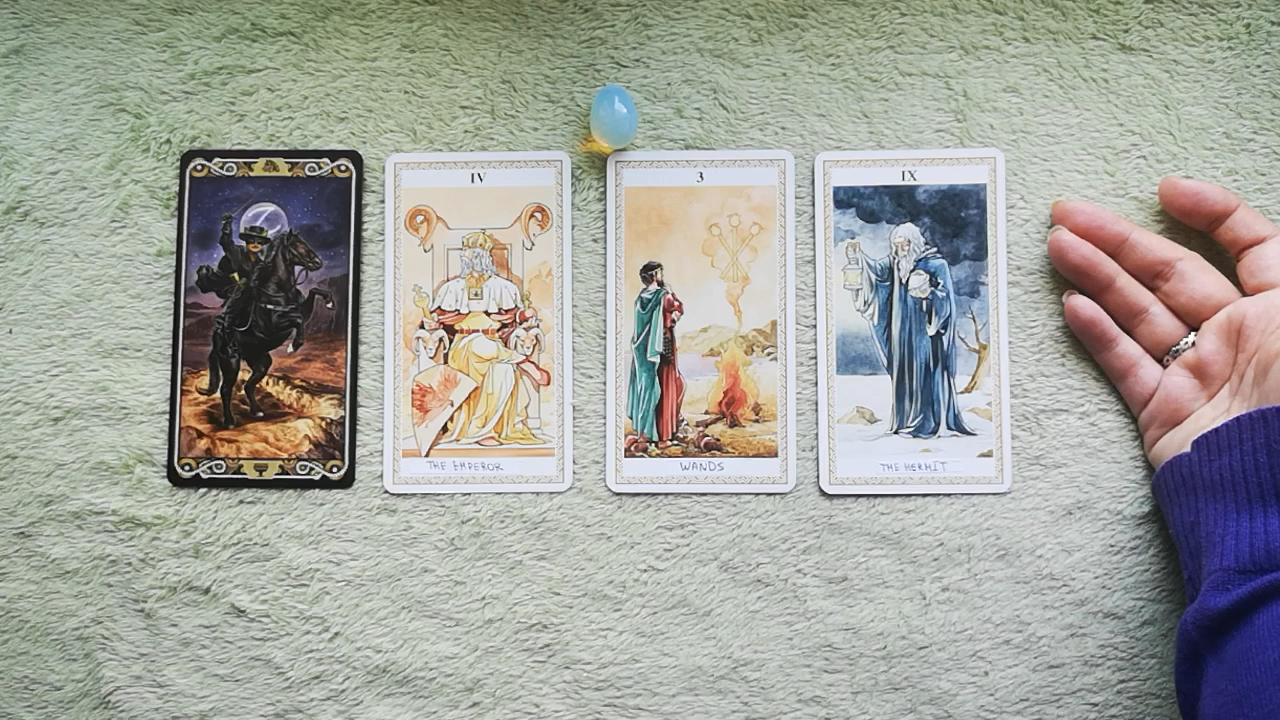 IV
THE EMPEROR
3
WANDS
IX
THE HERMIT